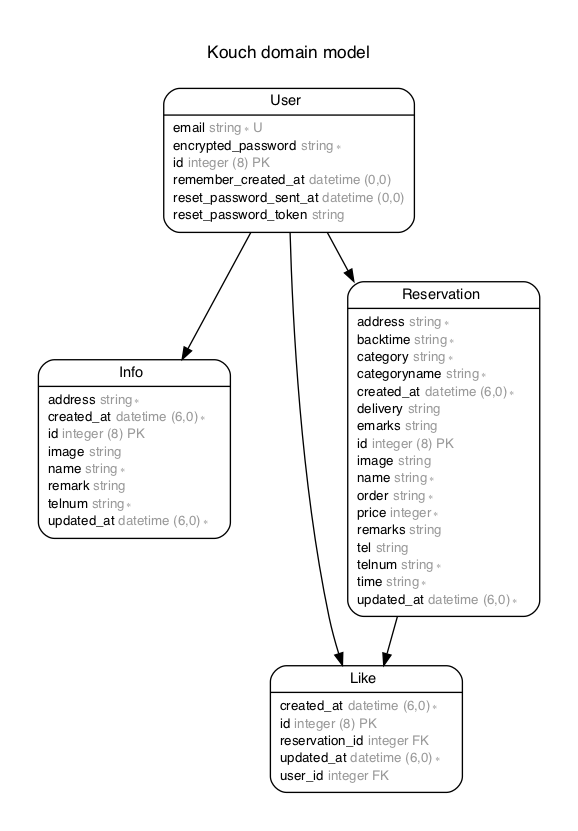 Kouch domain model
User
email string * U
encrypted_password string *
id integer (8) PK
remember_created_at datetime (0,0)
reset_password_sent_at datetime (0,0)
reset_password_token string
Info
address string *
created_at datetime (6,0) *
id integer (8) PK
image string
name string *
remark string
telnum string *
updated_at datetime (6,0) *
Reservation
address string *
backtime string *
category string *
categoryname string *
created_at datetime (6,0) *
delivery string
emarks string
id integer (8) PK
image string
name string *
order string *
price integer *
remarks string
tel string
telnum string *
time string *
updated_at datetime (6,0) *
Like
created_at datetime (6,0) *
id integer (8) PK
reservation_id integer FK
updated_at datetime (6,0) *
user_id integer FK